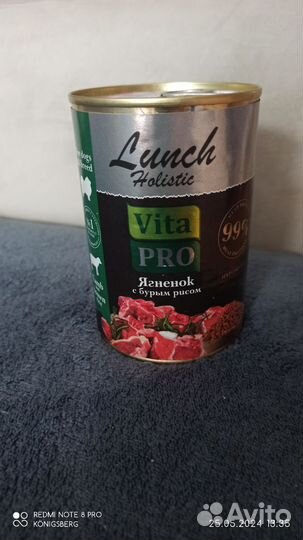 Lunch
Holistic
Vita
PRO
99%
Ягненок
с бурым рисом
dogs
REDMI NOTE 8 PRO
KÖNIGSBERG
Avito
25.05.2024 13:35